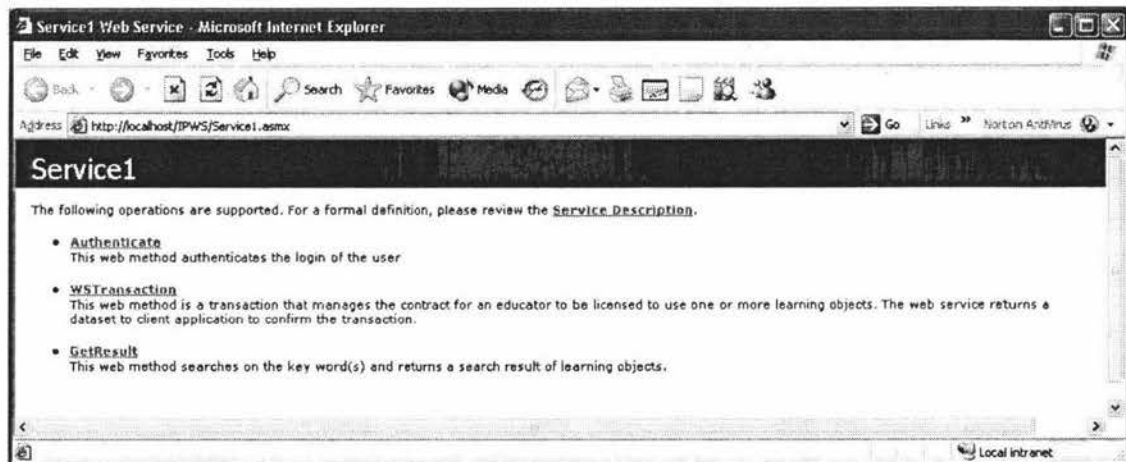 Service1 Web Service - Microsoft Internet Explorer
File Edit View Favorites Tools Help
Back Search Favorites Media
Address http://localhost/IPWS/Service1.asmx Go Links » Norton AntiVirus
Service1
The following operations are supported. For a formal definition, please review the Service Description.
• Authenticate
This web method authenticates the login of the user
• WSTransaction
This web method is a transaction that manages the contract for an educator to be licensed to use one or more learning objects. The web service returns a
dataset to client application to confirm the transaction.
• GetResult
This web method searches on the key word(s) and returns a search result of learning objects.
Local intranet